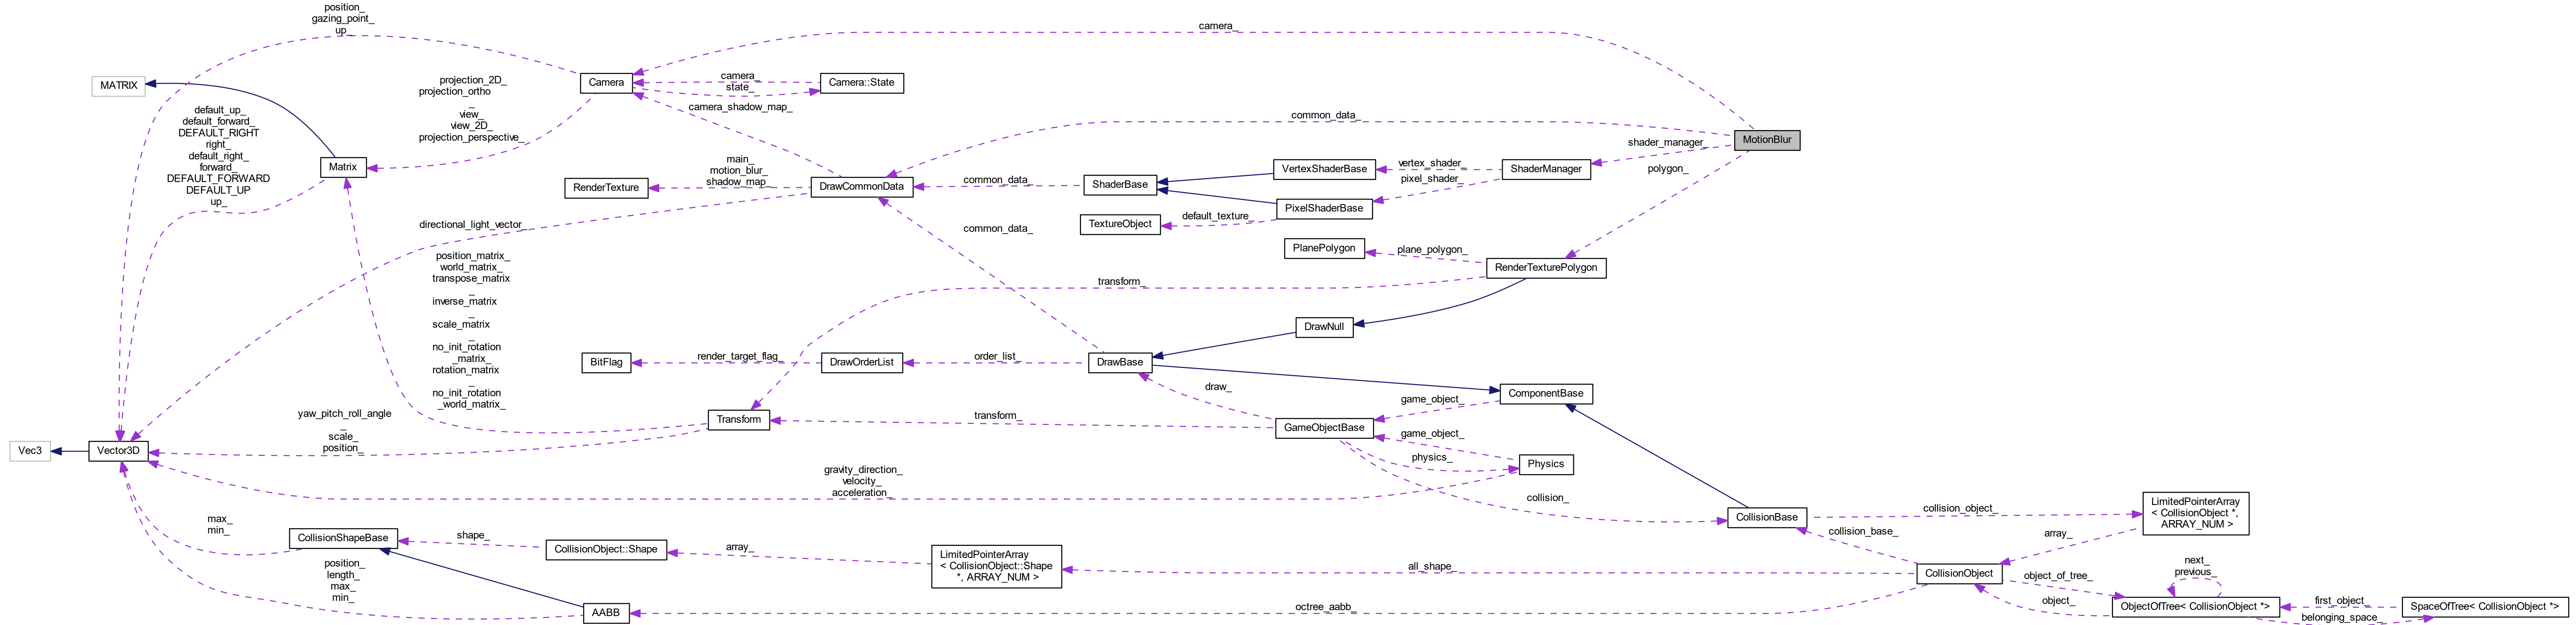 position_
gazing_point_
up_
camera_
MATRIX
projection_2D_
projection_ortho
_
view_
view_2D_
projection_perspective_
Camera
camera_
state_
Camera::State
camera_shadow_map_
default_up_
default_forward_
DEFAULT_RIGHT
right_
default_right_
forward_
DEFAULT_FORWARD
DEFAULT_UP
up_
Matrix
common_data_
MotionBlur
shader_manager_
main_
motion_blur_
shadow_map_
RenderTexture
DrawCommonData
common_data_
ShaderBase
VertexShaderBase
vertex_shader_
ShaderManager
pixel_shader_
polygon_
PixelShaderBase
TextureObject
default_texture_
directional_light_vector_
common_data_
PlanePolygon
plane_polygon_
RenderTexturePolygon
position_matrix_
world_matrix_
transpose_matrix
_
inverse_matrix
_
scale_matrix
_
no_init_rotation
_matrix_
rotation_matrix
_
no_init_rotation
_world_matrix_
transform_
DrawNull
BitFlag
render_target_flag_
DrawOrderList
order_list_
DrawBase
draw_
ComponentBase
game_object_
yaw_pitch_roll_angle
_
scale_
position_
Transform
transform_
GameObjectBase
game_object_
physics_
Physics
Vec3
Vector3D
gravity_direction_
velocity_
acceleration_
collision_
CollisionBase
collision_object_
LimitedPointerArray
< CollisionObject *,
ARRAY_NUM >
max_
min_
CollisionShapeBase
shape_
CollisionObject::Shape
array_
LimitedPointerArray
< CollisionObject::Shape
*, ARRAY_NUM >
all_shape_
collision_base_
array_
CollisionObject
object_of_tree_
next_
previous_
position_
length_
max_
min_
AABB
octree_aabb_
object_
ObjectOfTree< CollisionObject *>
first_object_
belonging_space_
SpaceOfTree< CollisionObject *>